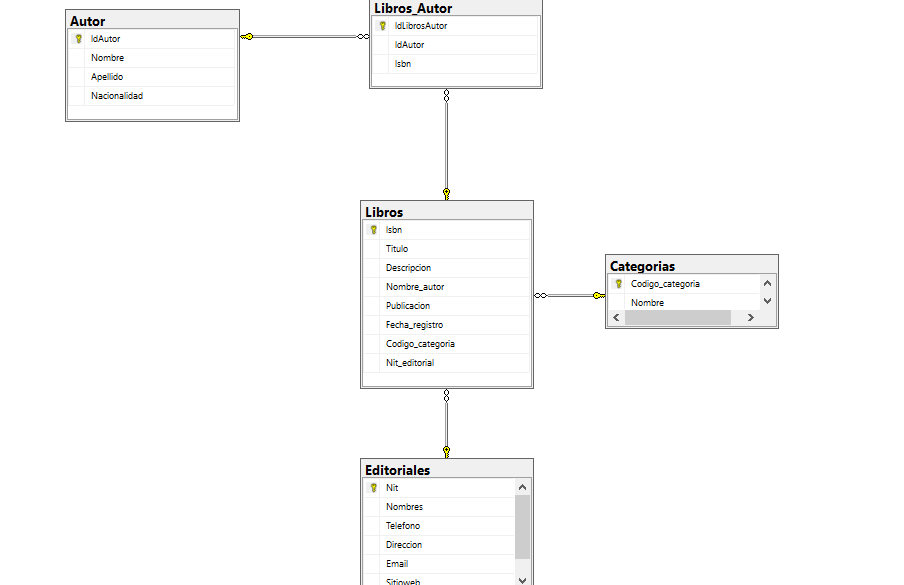 Autor
IdAutor
Nombre
Apellido
Nacionalidad
Libros_Autor
IdLibrosAutor
IdAutor
Isbn
Libros
Isbn
Titulo
Descripcion
Nombre_autor
Publicacion
Fecha_registro
Codigo_categoria
Nit_editorial
Categorias
Codigo_categoria
Nombre
Editoriales
Nit
Nombres
Telefono
Direccion
Email
Sitioweb